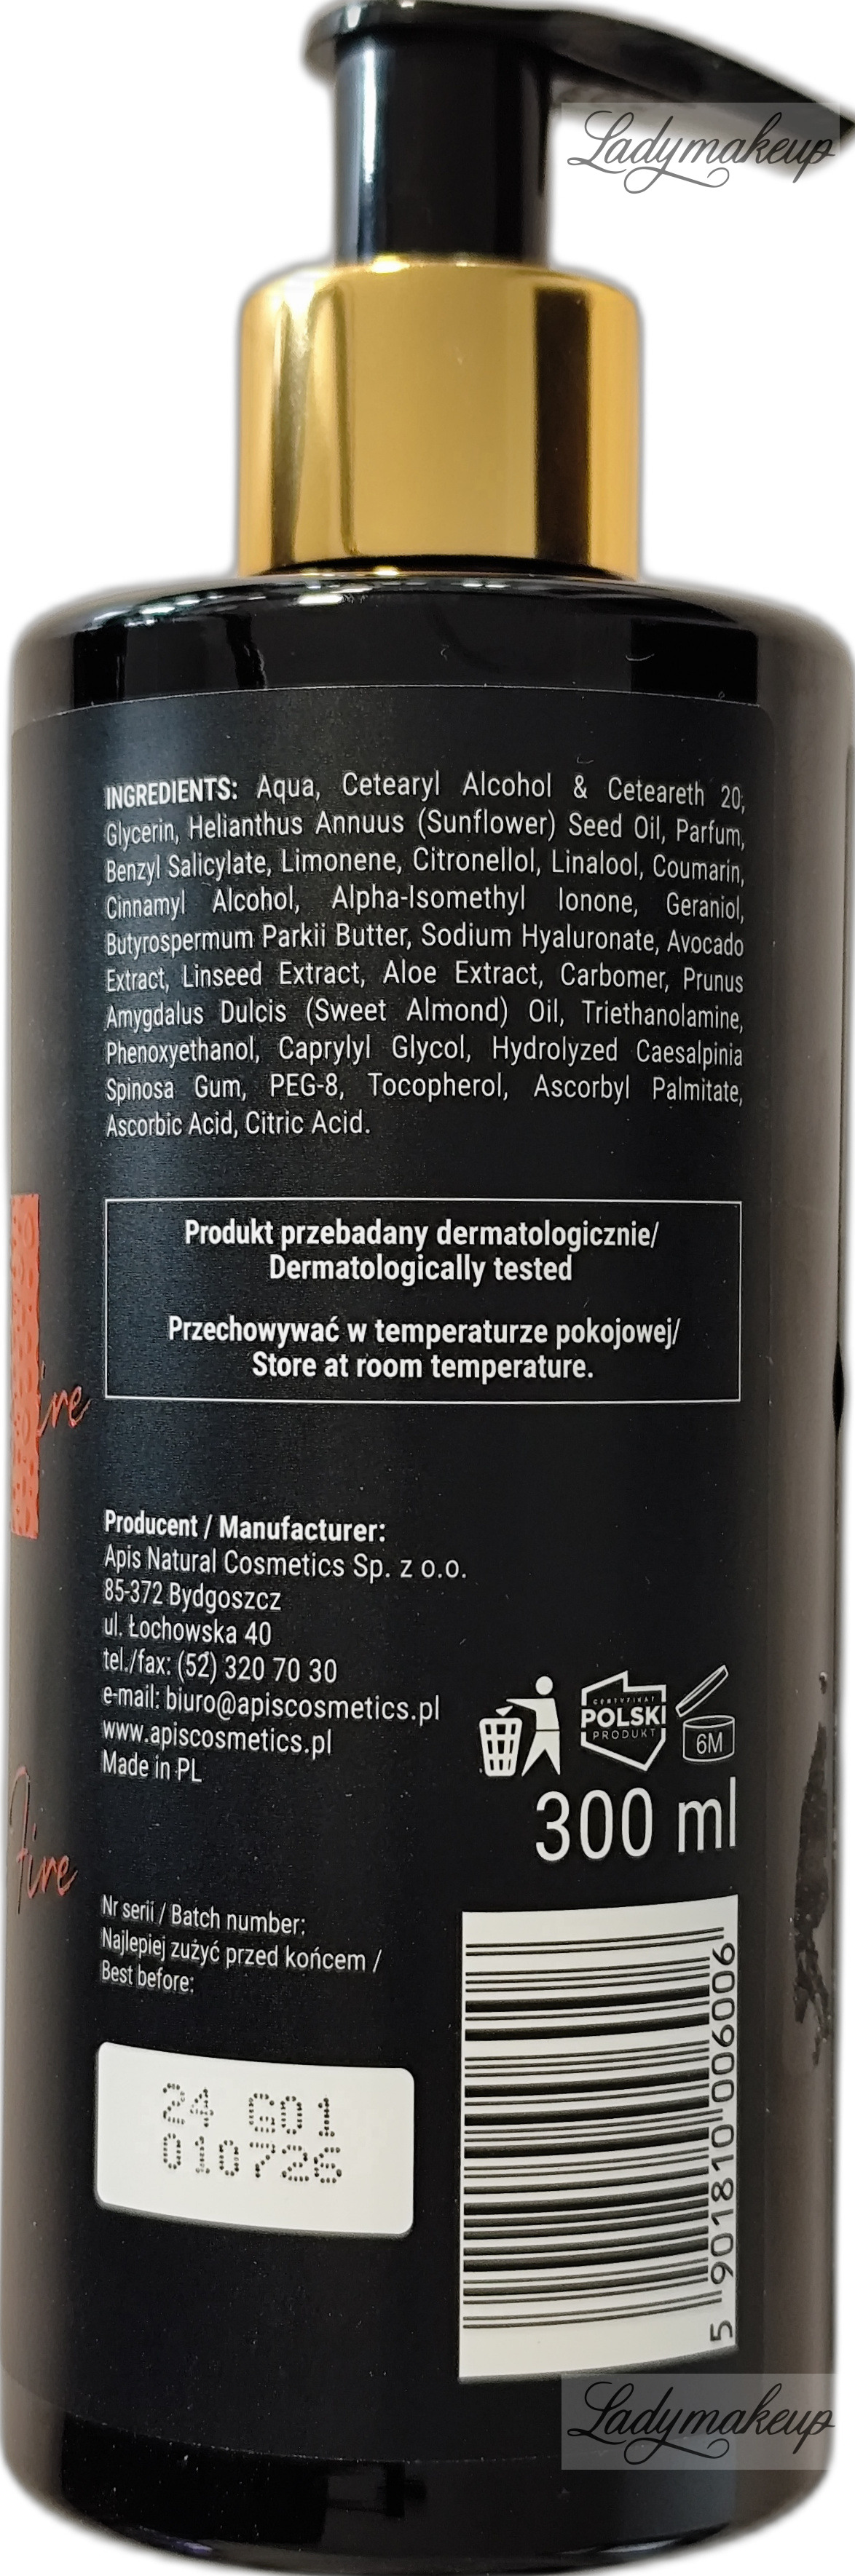 Ladymakeup
INGREDIENTS: Aqua, Cetearyl Alcohol & Ceteareth 20,
Glycerin, Helianthus Annuus (Sunflower) Seed Oil, Parfum,
Benzyl Salicylate, Limonene, Citronellol, Linalool, Coumarin,
Cinnamyl Alcohol, Alpha-Isomethyl Ionone, Geraniol,
Butyrospermum Parkii Butter, Sodium Hyaluronate, Avocado
Extract, Linseed Extract, Aloe Extract, Carbomer, Prunus
Amygdalus Dulcis (Sweet Almond) Oil, Triethanolamine,
Phenoxyethanol, Caprylyl Glycol, Hydrolyzed Caesalpinia
Spinosa Gum, PEG-8, Tocopherol, Ascorbyl Palmitate,
Ascorbic Acid, Citric Acid.
Produkt przebadany dermatologicznie/
Dermatologically tested
Przechowywać w temperaturze pokojowej/
Store at room temperature.
ire
Producent / Manufacturer:
Apis Natural Cosmetics Sp. z o.o.
85-372 Bydgoszcz
ul. Łochowska 40
tel./fax: (52) 320 70 30
e-mail: biuro@apiscosmetics.pl
www.apiscosmetics.pl
Made in PL
CERTYFIKAT
POLSKI
PRODUKT
6M
300 ml
Fire
Nr serii / Batch number:
Najlepiej zużyć przed końcem /
Best before:
24 G01
010726
5 901810 006006
Ladymakeup